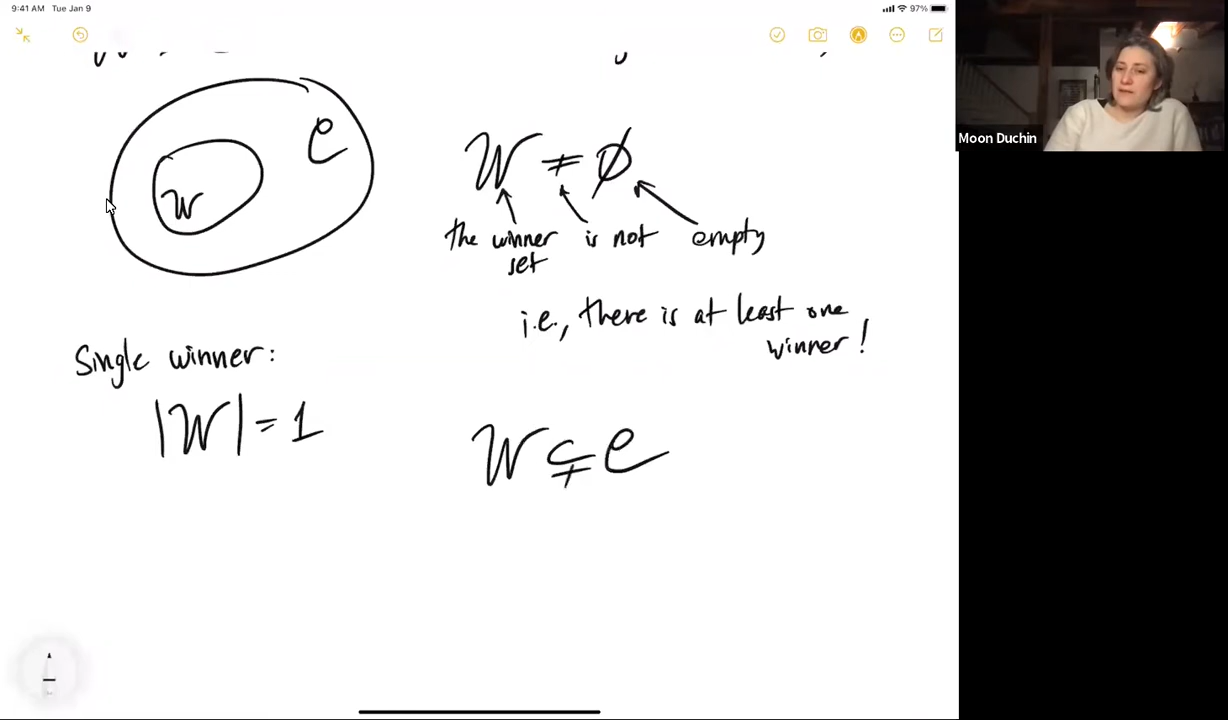 9:41 AM Tue Jan 9
97%
C
W
W ≠ ∅
the winner is not empty
set
i.e., there is at least one
winner!
Single winner:
|W| = 1
W ⊊ C
Moon Duchin